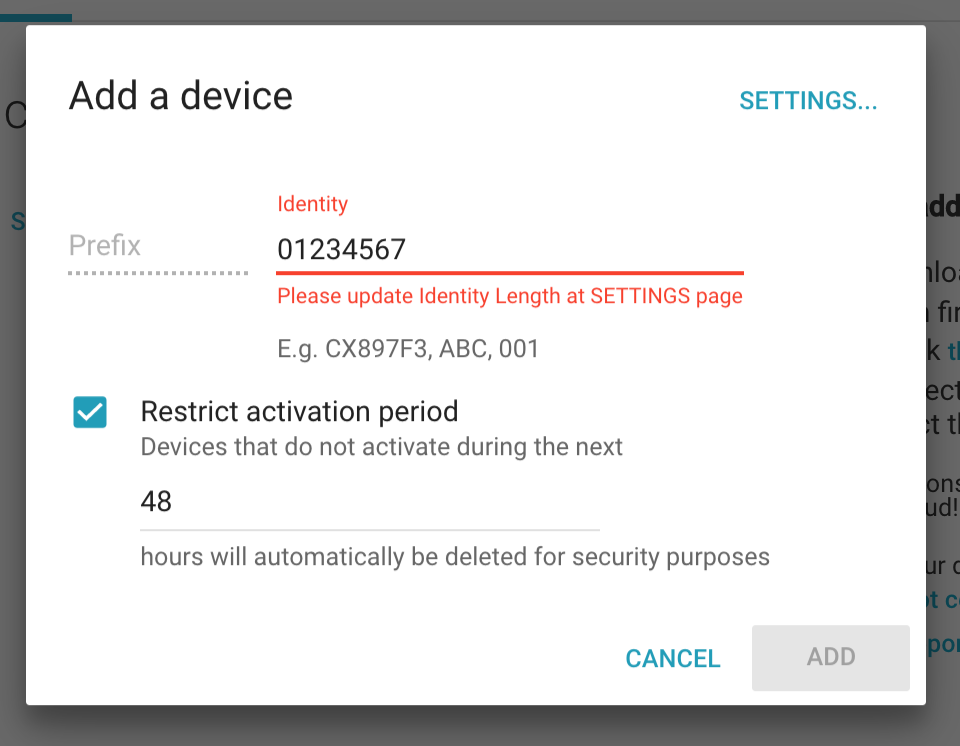 Add a device
SETTINGS...
Identity
Prefix
01234567
Please update Identity Length at SETTINGS page
E.g. CX897F3, ABC, 001
Restrict activation period
Devices that do not activate during the next
48
hours will automatically be deleted for security purposes
CANCEL
ADD